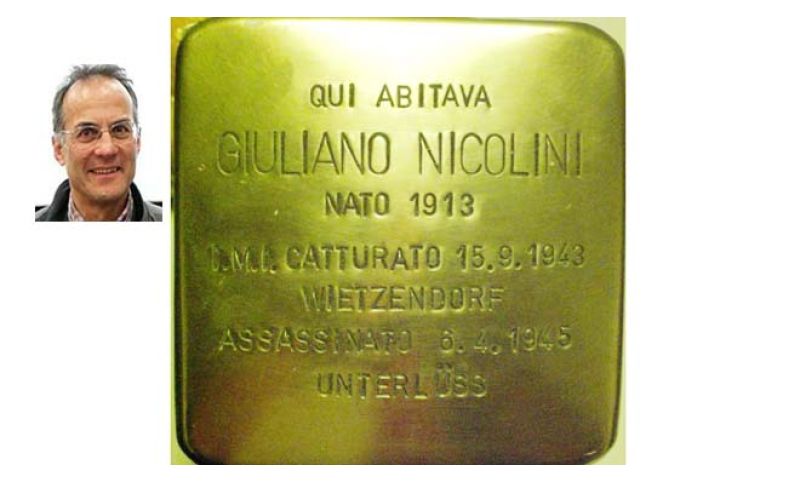 QUI ABITAVA
GIULIANO NICOLINI
NATO 1913
I.M.I. CATTURATO 15.9.1943
WIETZENDORF
ASSASSINATO 6.4.1945
UNTERLÜSS